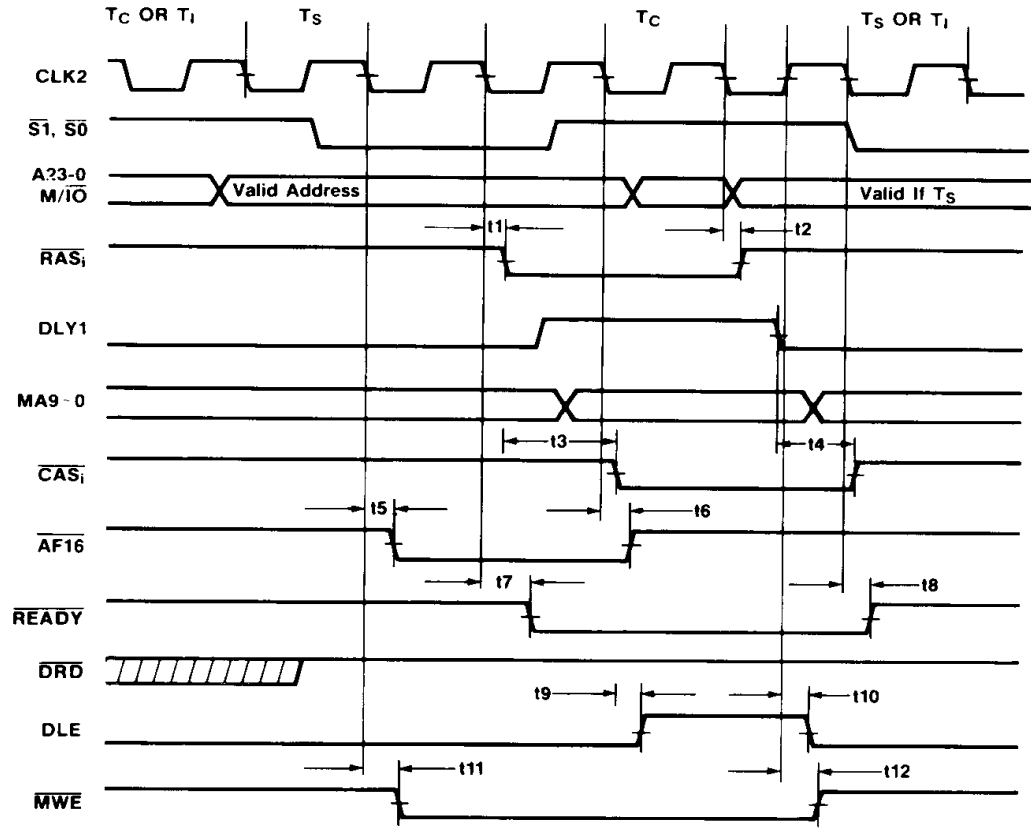 TC OR TI TS TC TS OR TI
CLK2
S1, S0
A23-0
M/IO Valid Address Valid If TS
t1 t2
RASi
DLY1
MA9-0
t3 t4
CASi
t5 t6
AF16
t7 t8
READY
DRD
t9 t10
DLE
t11 t12
MWE